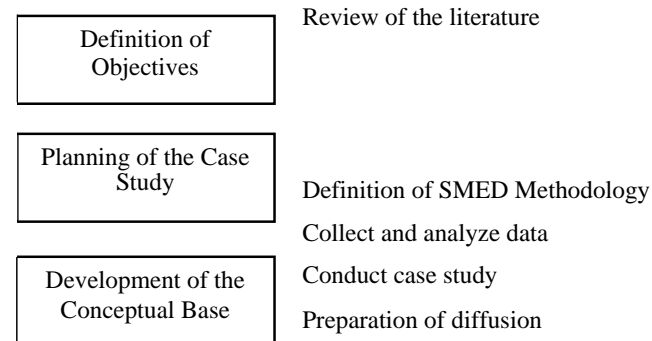 Review of the literature
Definition of
Objectives
Planning of the Case
Study
Definition of SMED Methodology
Collect and analyze data
Development of the
Conceptual Base
Conduct case study
Preparation of diffusion